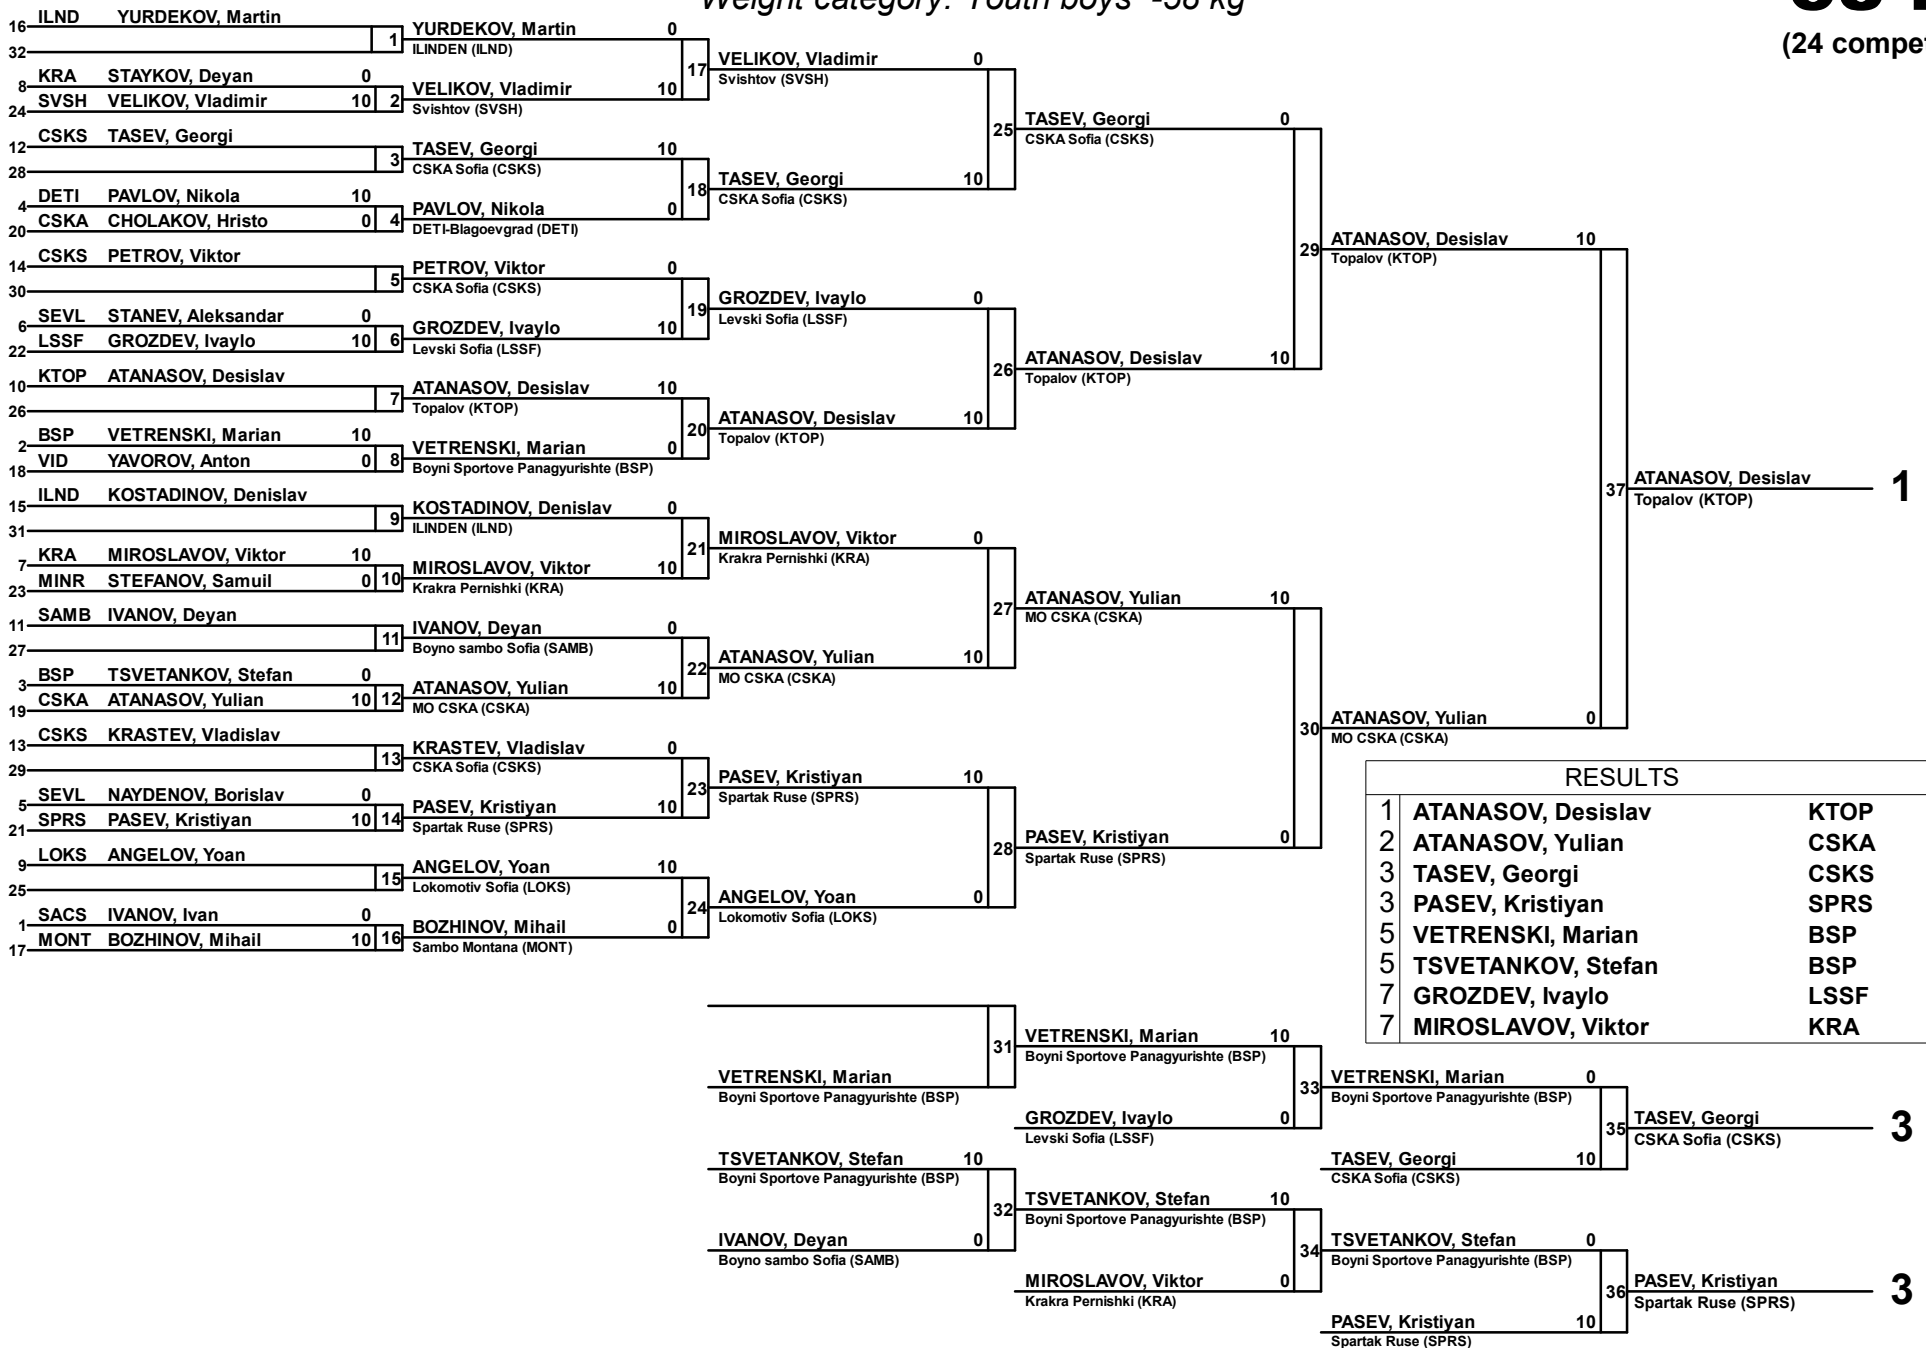 Weight category: Youth boys -58 kg
(24 compet
16 ILND YURDEKOV, Martin
32
1
8 KRA STAYKOV, Deyan 0
24 SVSH VELIKOV, Vladimir 10
2
12 CSKS TASEV, Georgi
28
3
4 DETI PAVLOV, Nikola 10
20 CSKA CHOLAKOV, Hristo 0
4
14 CSKS PETROV, Viktor
30
5
6 SEVL STANEV, Aleksandar 0
22 LSSF GROZDEV, Ivaylo 10
6
10 KTOP ATANASOV, Desislav
26
7
2 BSP VETRENSKI, Marian 10
18 VID YAVOROV, Anton 0
8
15 ILND KOSTADINOV, Denislav
31
9
7 KRA MIROSLAVOV, Viktor 10
23 MINR STEFANOV, Samuil 0
10
11 SAMB IVANOV, Deyan
27
11
3 BSP TSVETANKOV, Stefan 0
19 CSKA ATANASOV, Yulian 10
12
13 CSKS KRASTEV, Vladislav
29
13
5 SEVL NAYDENOV, Borislav 0
21 SPRS PASEV, Kristiyan 10
14
9 LOKS ANGELOV, Yoan
25
15
1 SACS IVANOV, Ivan 0
17 MONT BOZHINOV, Mihail 10
16
YURDEKOV, Martin 0
ILINDEN (ILND)
17
VELIKOV, Vladimir 10
Svishtov (SVSH)
TASEV, Georgi 10
CSKA Sofia (CSKS)
18
PAVLOV, Nikola 0
DETI-Blagoevgrad (DETI)
PETROV, Viktor 0
CSKA Sofia (CSKS)
19
GROZDEV, Ivaylo 10
Levski Sofia (LSSF)
ATANASOV, Desislav 10
Topalov (KTOP)
20
VETRENSKI, Marian 0
Boyni Sportove Panagyurishte (BSP)
KOSTADINOV, Denislav 0
ILINDEN (ILND)
21
MIROSLAVOV, Viktor 10
Krakra Pernishki (KRA)
IVANOV, Deyan 0
Boyno sambo Sofia (SAMB)
22
ATANASOV, Yulian 10
MO CSKA (CSKA)
KRASTEV, Vladislav 0
CSKA Sofia (CSKS)
23
PASEV, Kristiyan 10
Spartak Ruse (SPRS)
ANGELOV, Yoan 10
Lokomotiv Sofia (LOKS)
24
BOZHINOV, Mihail 0
Sambo Montana (MONT)
VELIKOV, Vladimir 0
Svishtov (SVSH)
25
TASEV, Georgi 10
CSKA Sofia (CSKS)
GROZDEV, Ivaylo 0
Levski Sofia (LSSF)
26
ATANASOV, Desislav 10
Topalov (KTOP)
MIROSLAVOV, Viktor 0
Krakra Pernishki (KRA)
27
ATANASOV, Yulian 10
MO CSKA (CSKA)
PASEV, Kristiyan 10
Spartak Ruse (SPRS)
28
ANGELOV, Yoan 0
Lokomotiv Sofia (LOKS)
TASEV, Georgi 0
CSKA Sofia (CSKS)
29
ATANASOV, Desislav 10
Topalov (KTOP)
ATANASOV, Yulian 10
MO CSKA (CSKA)
30
PASEV, Kristiyan 0
Spartak Ruse (SPRS)
ATANASOV, Desislav 10
Topalov (KTOP)
37
ATANASOV, Yulian 0
MO CSKA (CSKA)
ATANASOV, Desislav 1
Topalov (KTOP)
RESULTS
1 ATANASOV, Desislav KTOP
2 ATANASOV, Yulian CSKA
3 TASEV, Georgi CSKS
3 PASEV, Kristiyan SPRS
5 VETRENSKI, Marian BSP
5 TSVETANKOV, Stefan BSP
7 GROZDEV, Ivaylo LSSF
7 MIROSLAVOV, Viktor KRA
31
VETRENSKI, Marian
Boyni Sportove Panagyurishte (BSP)
TSVETANKOV, Stefan 10
Boyni Sportove Panagyurishte (BSP)
32
IVANOV, Deyan 0
Boyno sambo Sofia (SAMB)
VETRENSKI, Marian 10
Boyni Sportove Panagyurishte (BSP)
33
GROZDEV, Ivaylo 0
Levski Sofia (LSSF)
TSVETANKOV, Stefan 10
Boyni Sportove Panagyurishte (BSP)
34
MIROSLAVOV, Viktor 0
Krakra Pernishki (KRA)
VETRENSKI, Marian 0
Boyni Sportove Panagyurishte (BSP)
35
TASEV, Georgi 10
CSKA Sofia (CSKS)
TSVETANKOV, Stefan 0
Boyni Sportove Panagyurishte (BSP)
36
PASEV, Kristiyan 10
Spartak Ruse (SPRS)
TASEV, Georgi 3
CSKA Sofia (CSKS)
PASEV, Kristiyan 3
Spartak Ruse (SPRS)